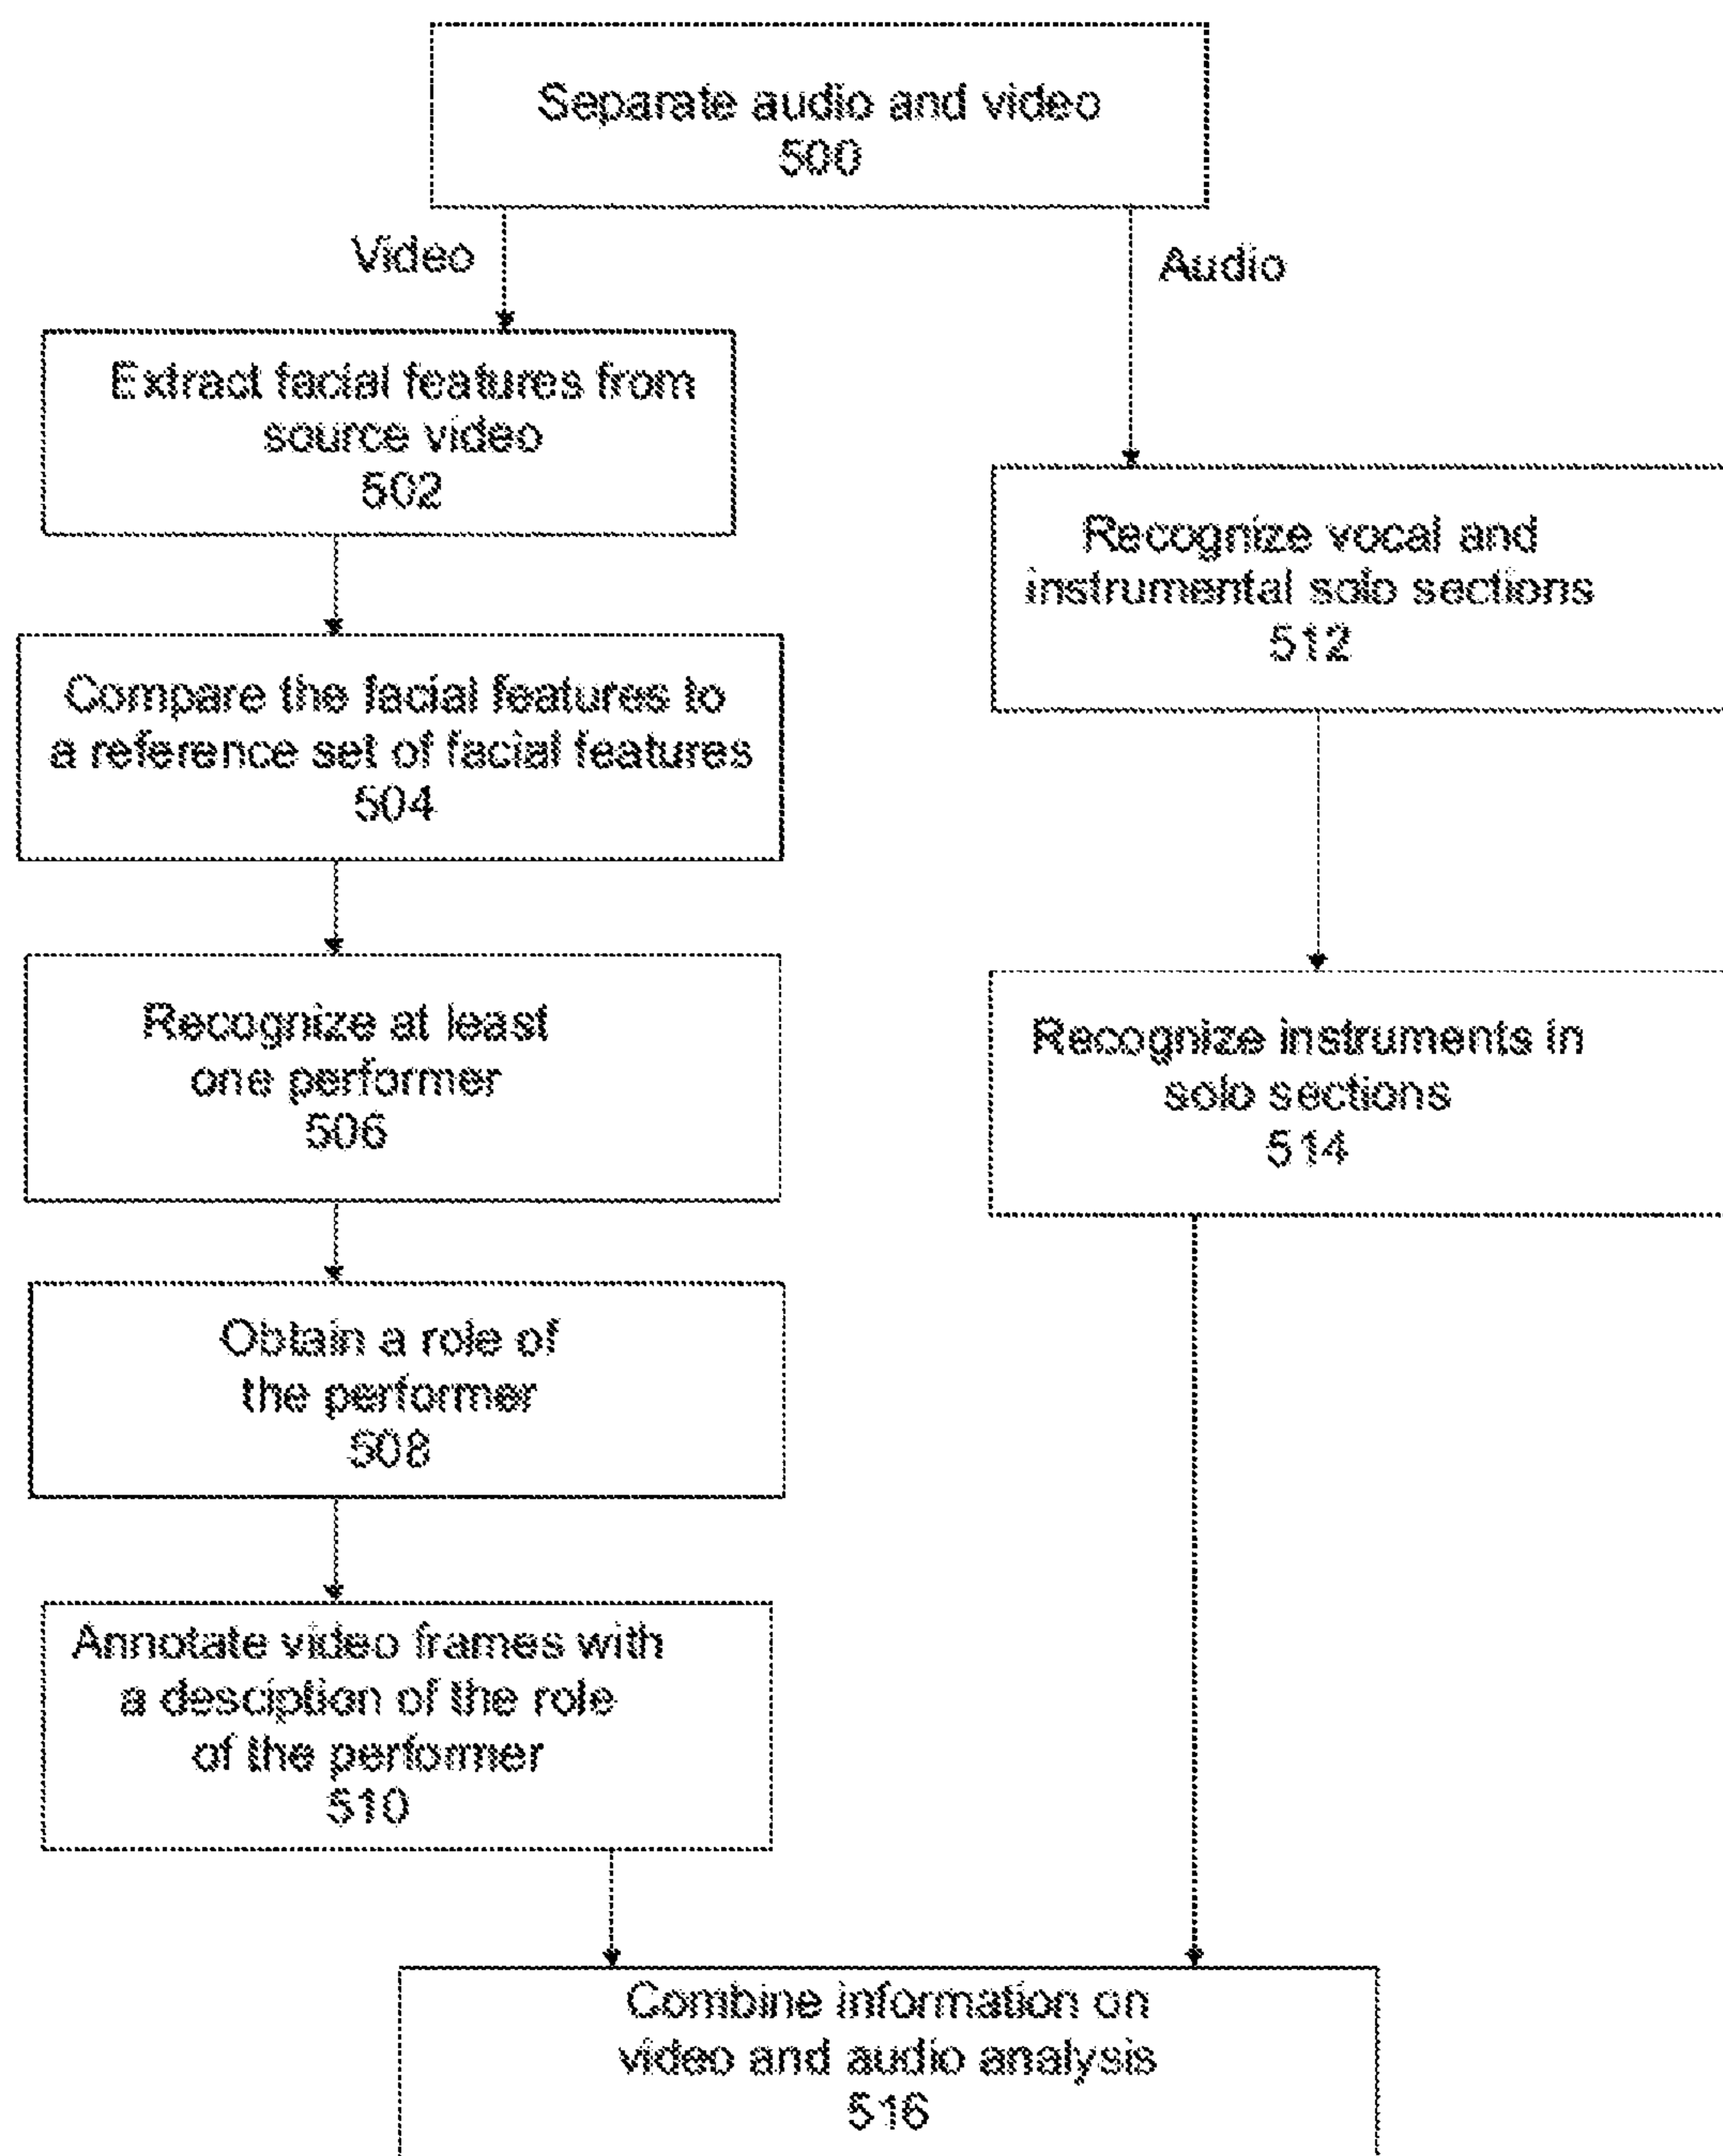 Separate audio and video
500
Video
Audio
Extract facial features from
source video
502
Compare the facial features to
a reference set of facial features
504
Recognize at least
one performer
506
Obtain a role of
the performer
508
Annotate video frames with
a desciption of the role
of the performer
510
Recognize vocal and
instrumental solo sections
512
Recognize instruments in
solo sections
514
Combine information on
video and audio analysis
516